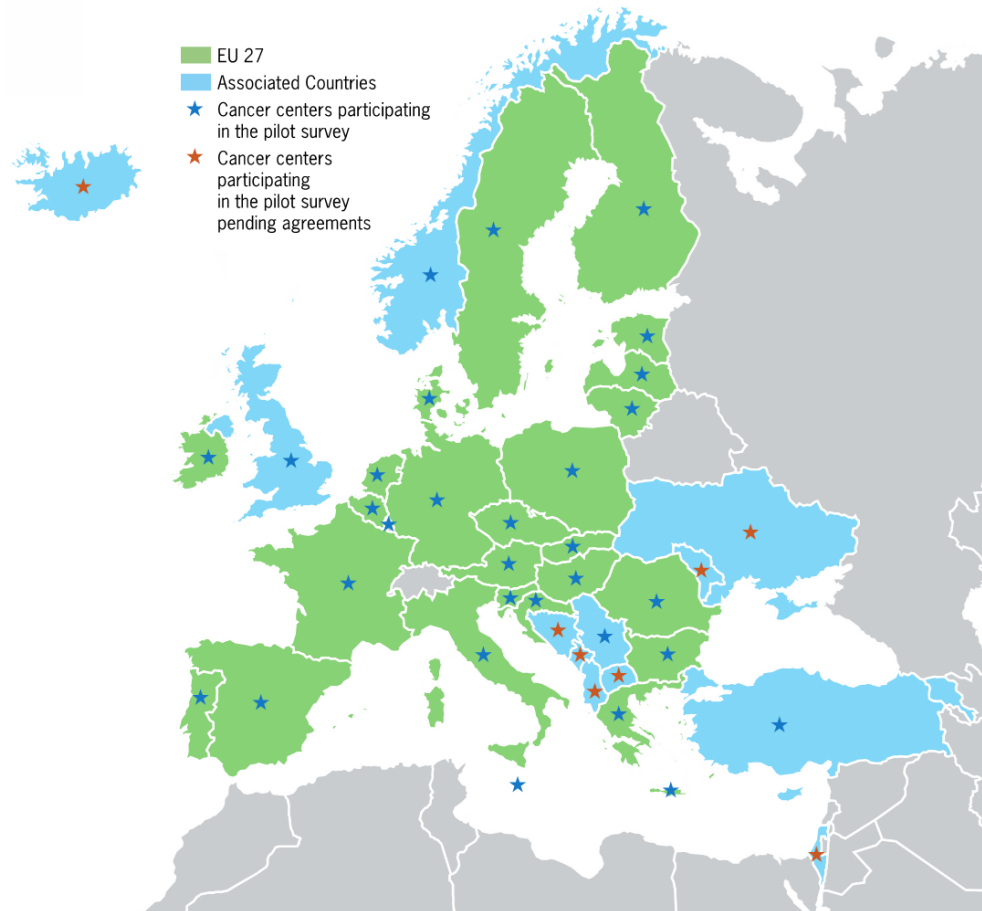 EU 27
Associated Countries
Cancer centers participating
in the pilot survey
Cancer centers
participating
in the pilot survey
pending agreements